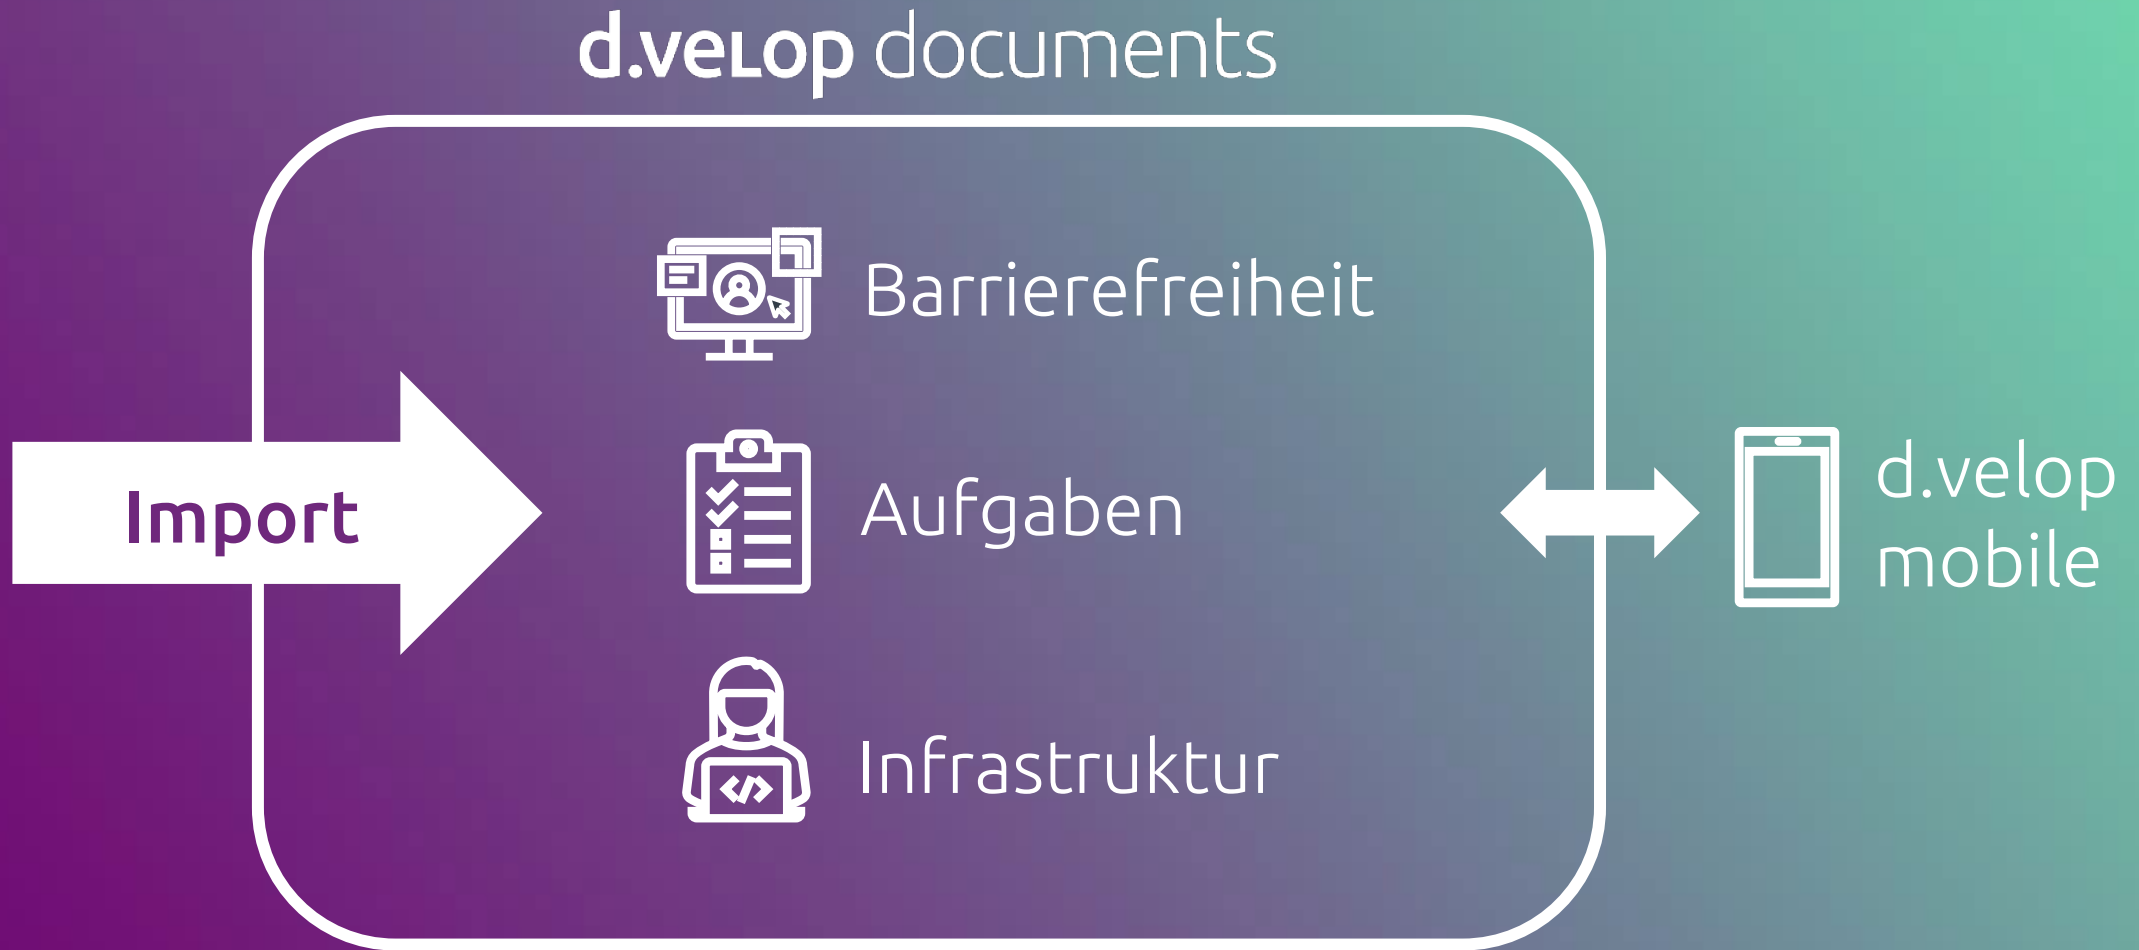 d.velop documents
Barrierefreiheit
Import
Aufgaben
d.velop
mobile
Infrastruktur